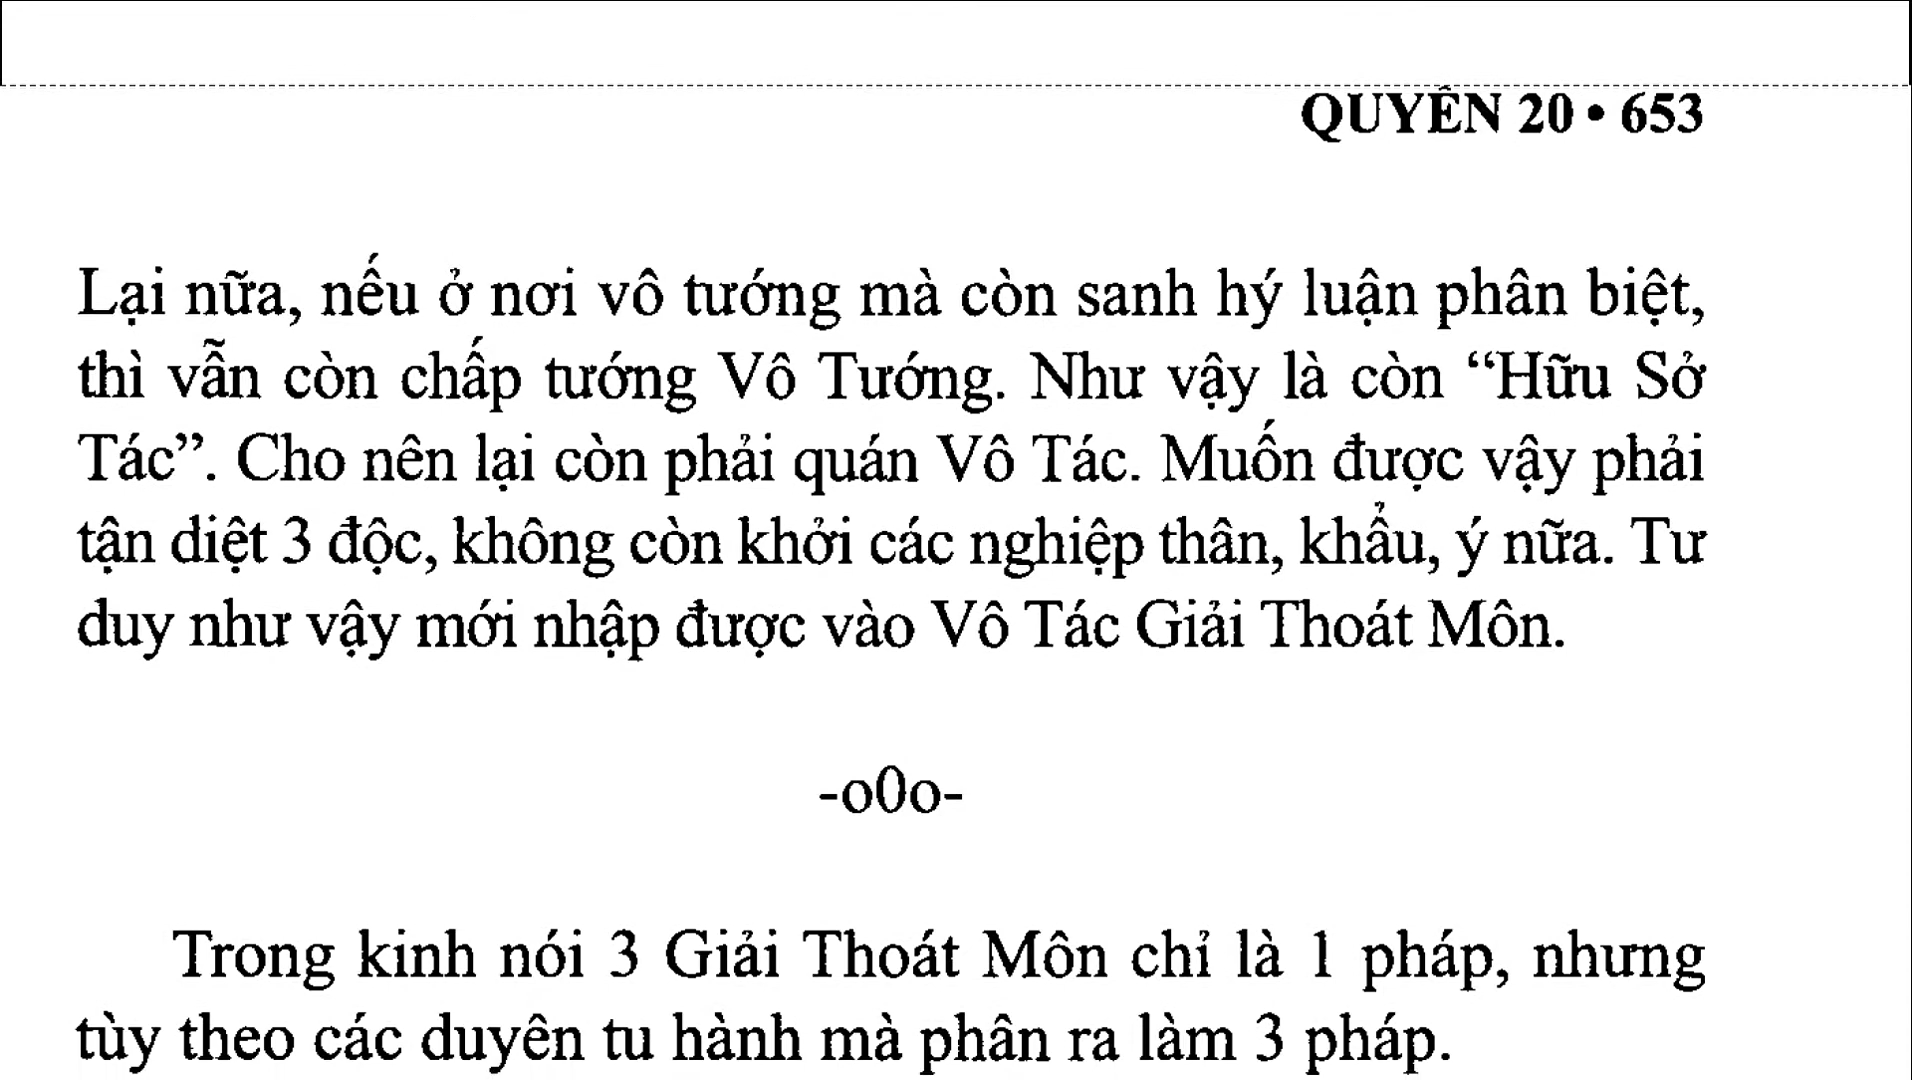 QUYỂN 20 • 653
Lại nữa, nếu ở nơi vô tướng mà còn sanh hý luận phân biệt,
thì vẫn còn chấp tướng Vô Tướng. Như vậy là còn “Hữu Sở
Tác”. Cho nên lại còn phải quán Vô Tác. Muốn được vậy phải
tận diệt 3 độc, không còn khởi các nghiệp thân, khẩu, ý nữa. Tư
duy như vậy mới nhập được vào Vô Tác Giải Thoát Môn.
-o0o-
Trong kinh nói 3 Giải Thoát Môn chỉ là 1 pháp, nhưng
tùy theo các duyên tu hành mà phân ra làm 3 pháp.